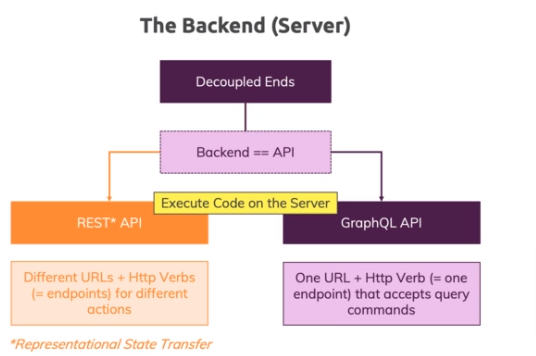 The Backend (Server)
Decoupled Ends
Backend == API
Execute Code on the Server
REST* API
GraphQL API
Different URLs + Http Verbs
(= endpoints) for different
actions
One URL + Http Verb (= one
endpoint) that accepts query
commands
*Representational State Transfer